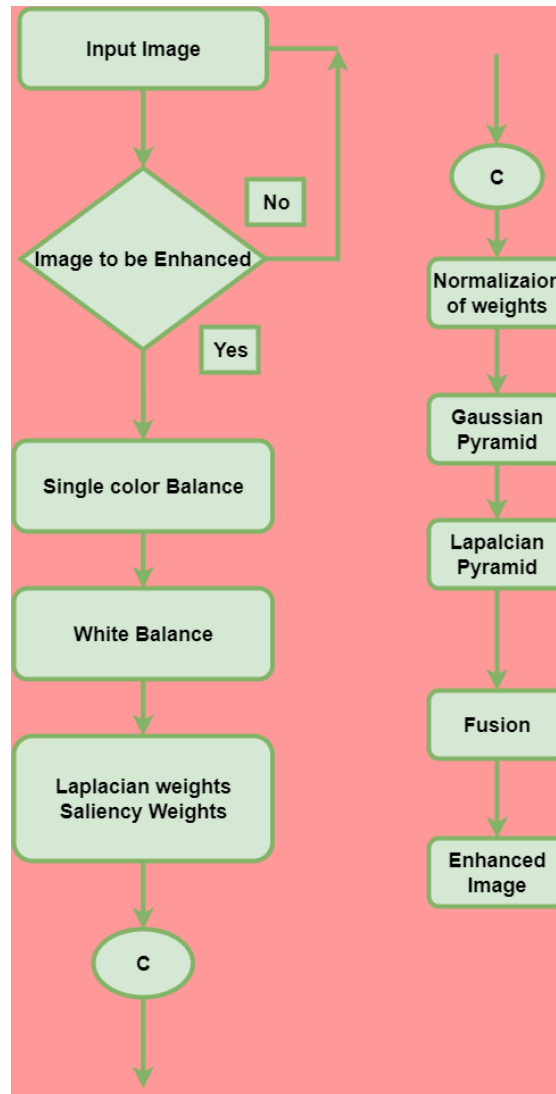 Input Image
No
Image to be Enhanced
Yes
Single color Balance
White Balance
Laplacian weights
Saliency Weights
C
C
Normalizaion
of weights
Gaussian
Pyramid
Lapalcian
Pyramid
Fusion
Enhanced
Image